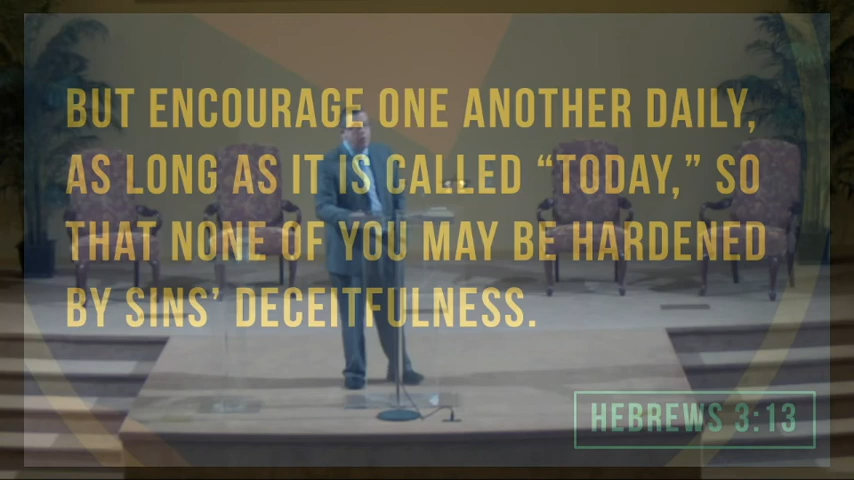 BUT ENCOURAGE ONE ANOTHER DAILY,
AS LONG AS IT IS CALLED “TODAY,” SO
THAT NONE OF YOU MAY BE HARDENED
BY SINS’ DECEITFULNESS.
HEBREWS 3:13